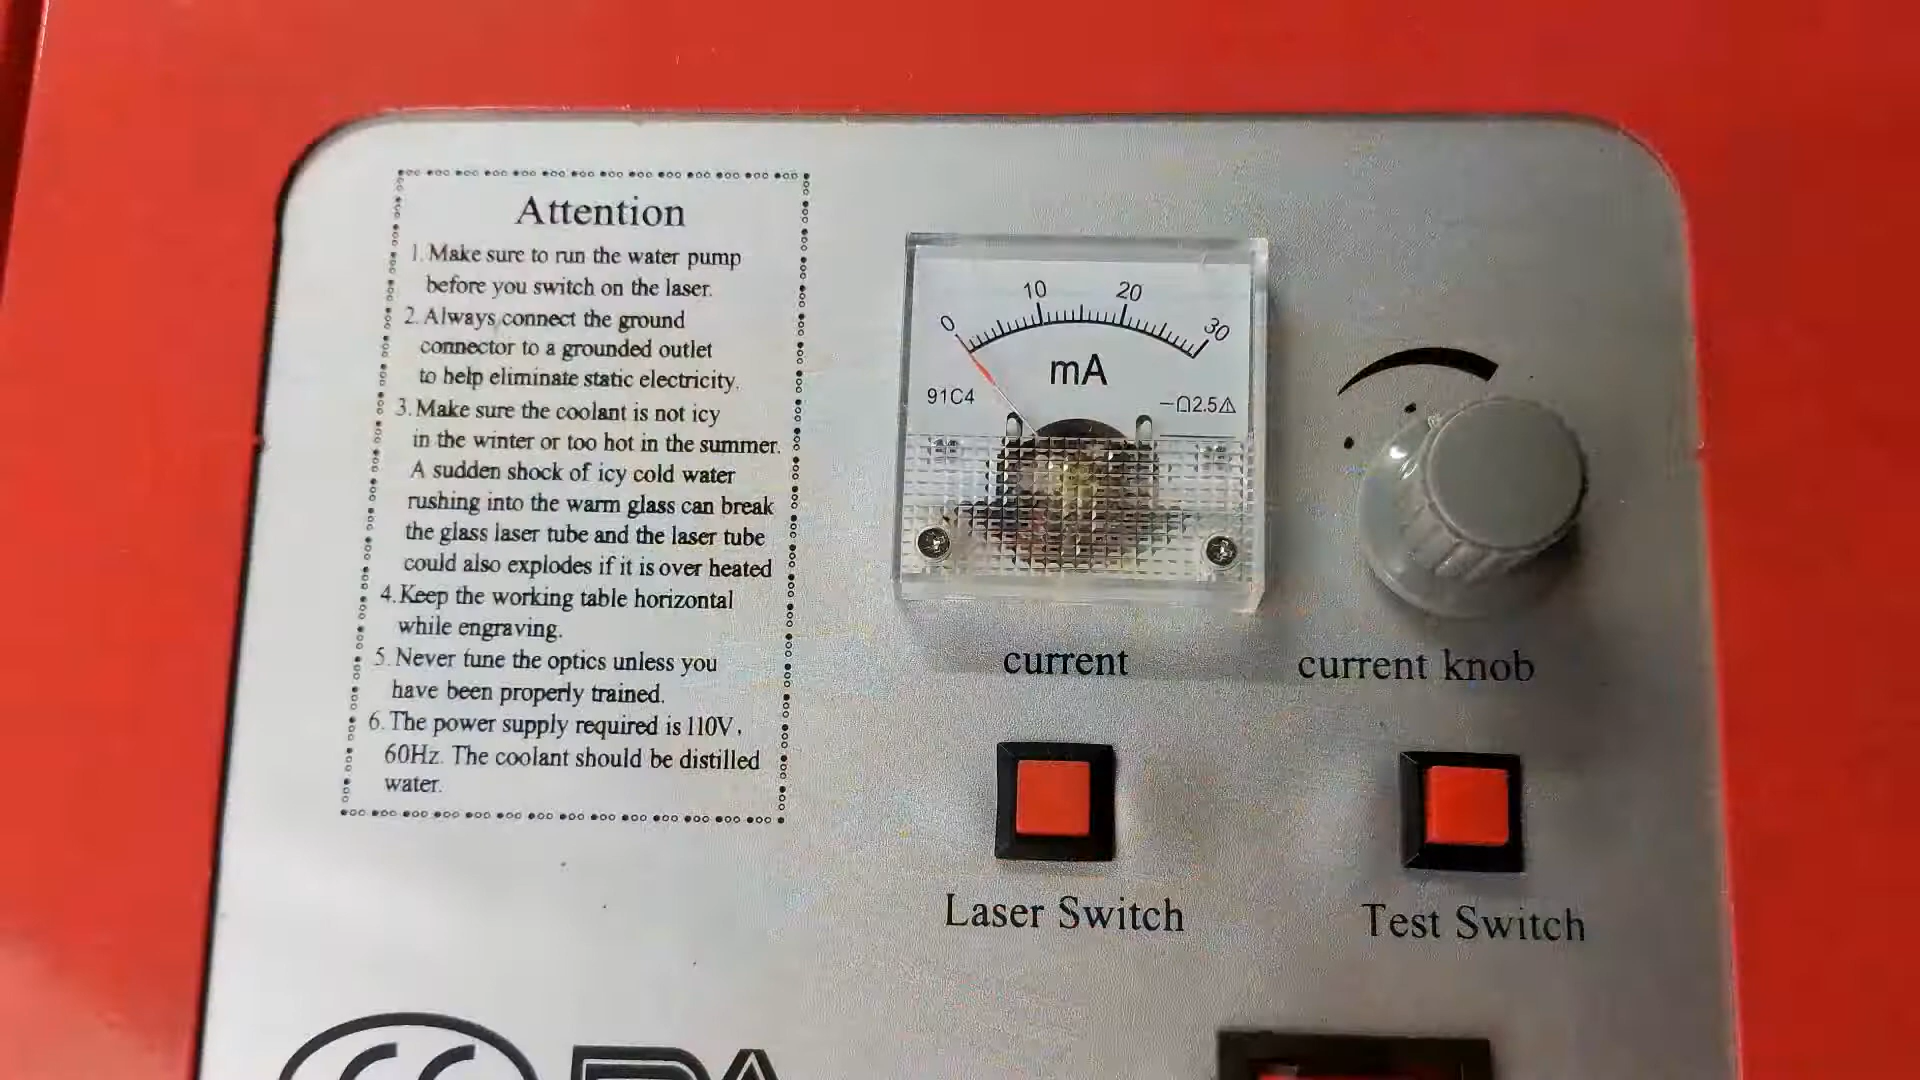 Attention
1. Make sure to run the water pump
before you switch on the laser.
2. Always connect the ground
connector to a grounded outlet
to help eliminate static electricity.
3. Make sure the coolant is not icy
in the winter or too hot in the summer.
A sudden shock of icy cold water
rushing into the warm glass can break
the glass laser tube and the laser tube
could also explodes if it is over heated
4. Keep the working table horizontal
while engraving.
5. Never tune the optics unless you
have been properly trained.
6. The power supply required is 110V,
60Hz. The coolant should be distilled
water.
0 10 20 30
mA
91C4
2.5
current
current knob
Laser Switch
Test Switch